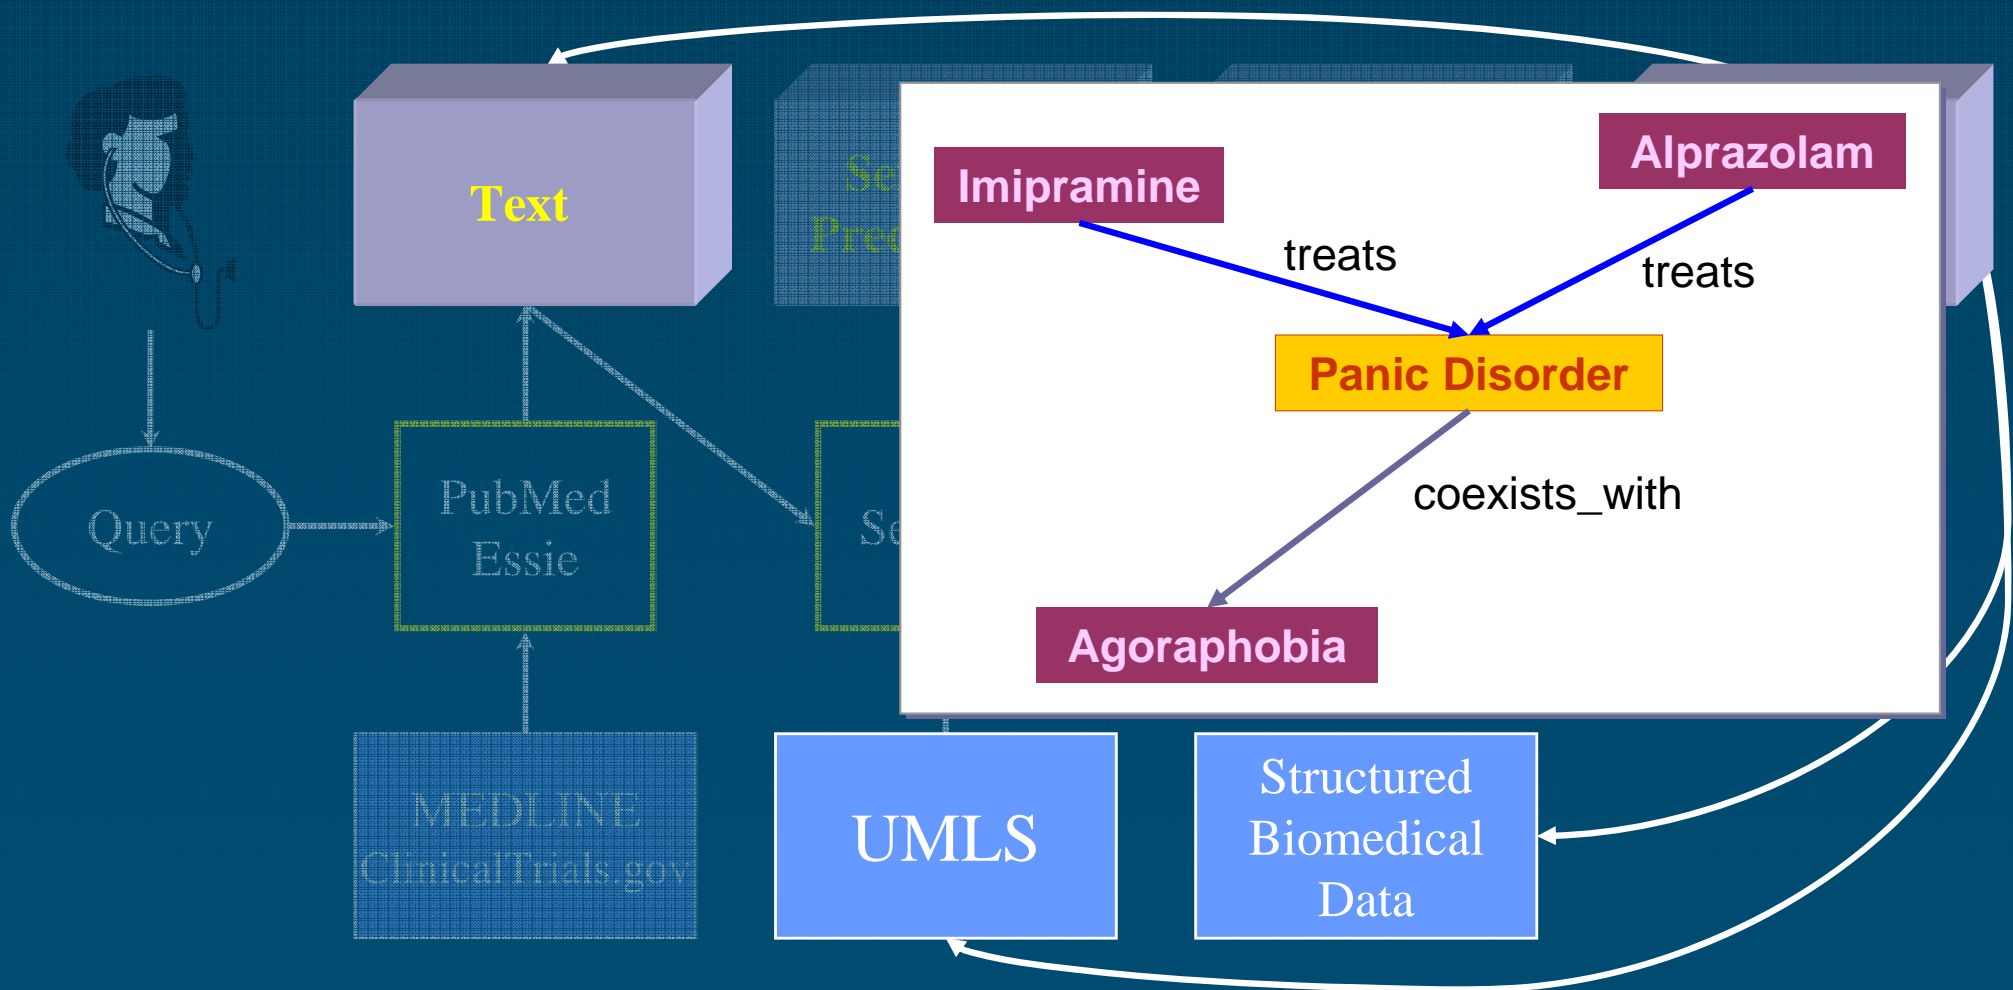 Text
Imipramine
Alprazolam
treats
treats
Panic Disorder
coexists_with
Agoraphobia
Query
PubMed
Essie
MEDLINE
ClinicalTrials.gov
UMLS
Structured
Biomedical
Data